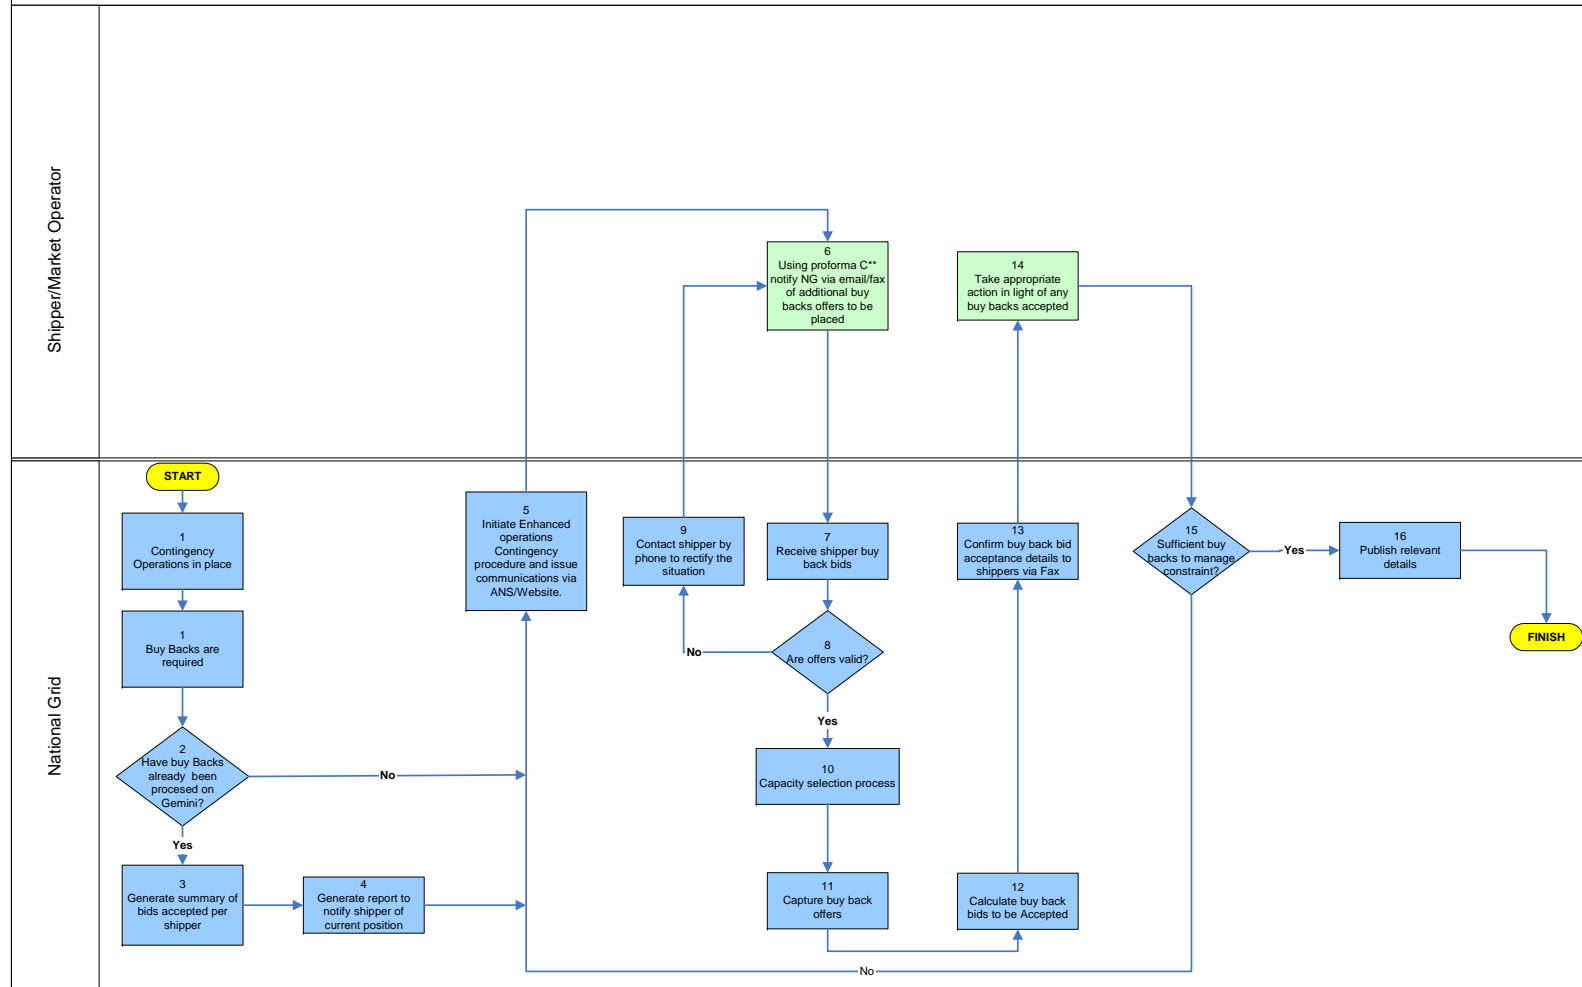 Shipper/Market Operator
6
Using proforma C**
notify NG via email/fax
of additional buy
backs offers to be
placed
14
Take appropriate
action in light of any
buy backs accepted
National Grid
START
1
Contingency
Operations in place
1
Buy Backs are
required
2
Have buy Backs
already been
procesed on
Gemini?
No
Yes
3
Generate summary of
bids accepted per
shipper
4
Generate report to
notify shipper of
current position
5
Initiate Enhanced
operations
Contingency
procedure and issue
communications via
ANS/Website.
9
Contact shipper by
phone to rectify the
situation
7
Receive shipper buy
back bids
8
Are offers valid?
No
Yes
10
Capacity selection process
11
Capture buy back
offers
12
Calculate buy back
bids to be Accepted
13
Confirm buy back bid
acceptance details to
shippers via Fax
15
Sufficient buy
backs to manage
constraint?
Yes
No
16
Publish relevant
details
FINISH